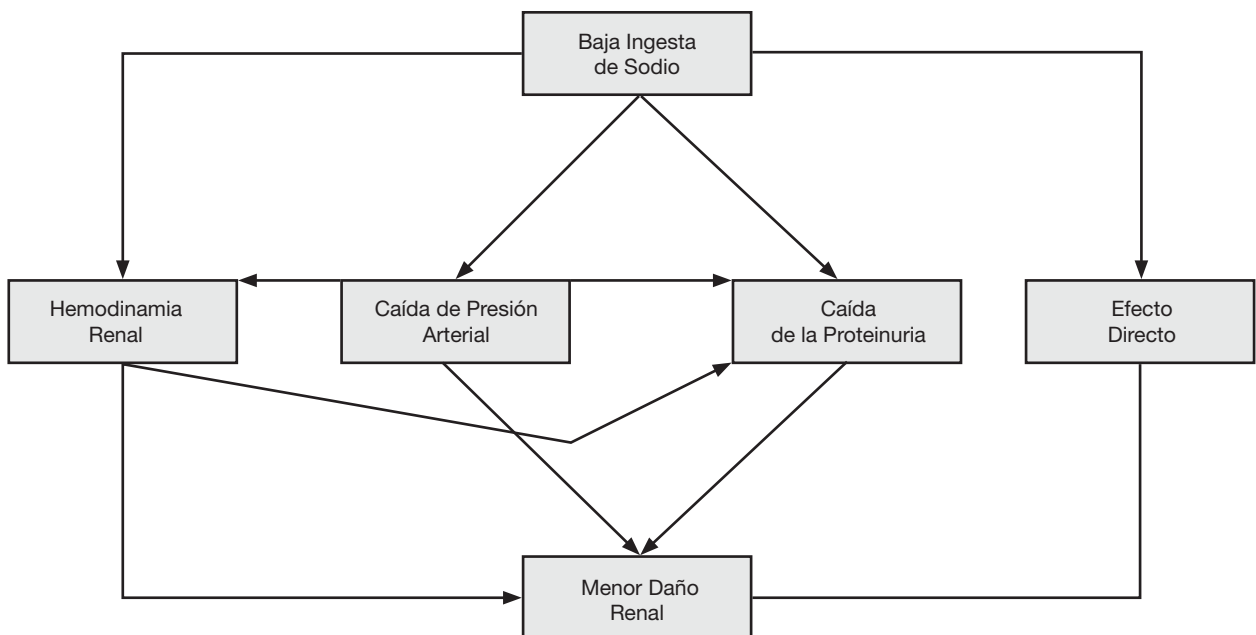 Baja Ingesta
de Sodio
Hemodinamia
Renal
Caída de Presión
Arterial
Caída
de la Proteinuria
Efecto
Directo
Menor Daño
Renal